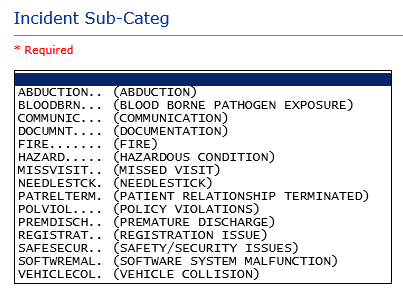 Incident Sub-Categ
* Required
ABDUCTION.. (ABDUCTION)
BLOODBRN... (BLOOD BORNE PATHOGEN EXPOSURE)
COMMUNIC... (COMMUNICATION)
DOCUMNT.... (DOCUMENTATION)
FIRE....... (FIRE)
HAZARD..... (HAZARDOUS CONDITION)
MISSVISIT.. (MISSED VISIT)
NEEDLESTCK. (NEEDLESTICK)
PATRELTERM. (PATIENT RELATIONSHIP TERMINATED)
POLVIOL.... (POLICY VIOLATIONS)
PREMDISCH.. (PREMATURE DISCHARGE)
REGISTRAT.. (REGISTRATION ISSUE)
SAFESECUR.. (SAFETY/SECURITY ISSUES)
SOFTWREMAL. (SOFTWARE SYSTEM MALFUNCTION)
VEHICLECOL. (VEHICLE COLLISION)